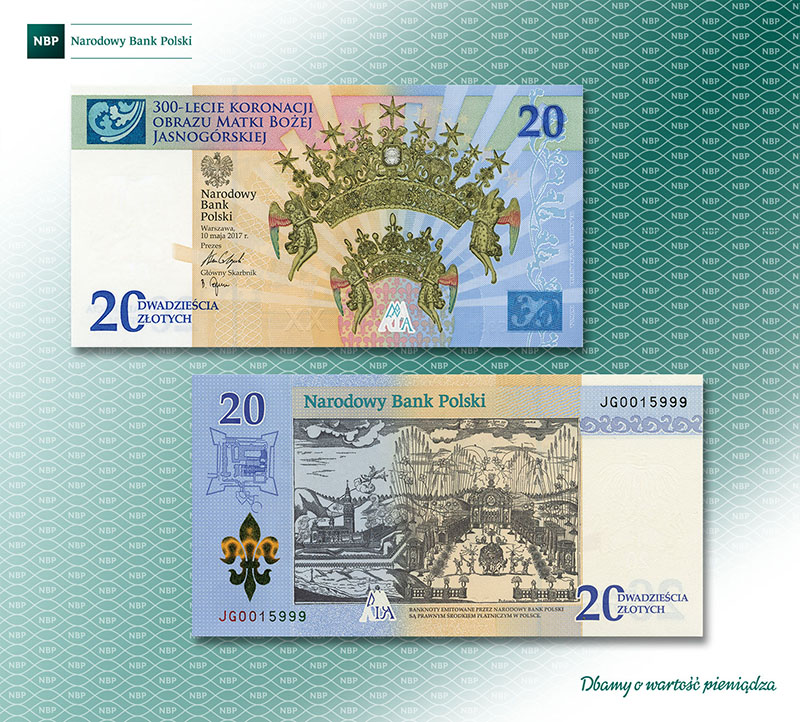 NBP Narodowy Bank Polski
300-LECIE KORONACJI
OBRAZU MATKI BOŻEJ
JASNOGÓRSKIEJ
20
Narodowy
Bank
Polski
Warszawa,
10 maja 2017 r.
Prezes
Główny Skarbnik
20 DWADZIEŚCIA
ZŁOTYCH
20
Narodowy Bank Polski
JG0015999
JG0015999
BANKNOTY EMITOWANE PRZEZ NARODOWY BANK POLSKI
SĄ PRAWNYM ŚRODKIEM PŁATNICZYM W POLSCE.
20 DWADZIEŚCIA
ZŁOTYCH
Dbamy o wartość pieniądza